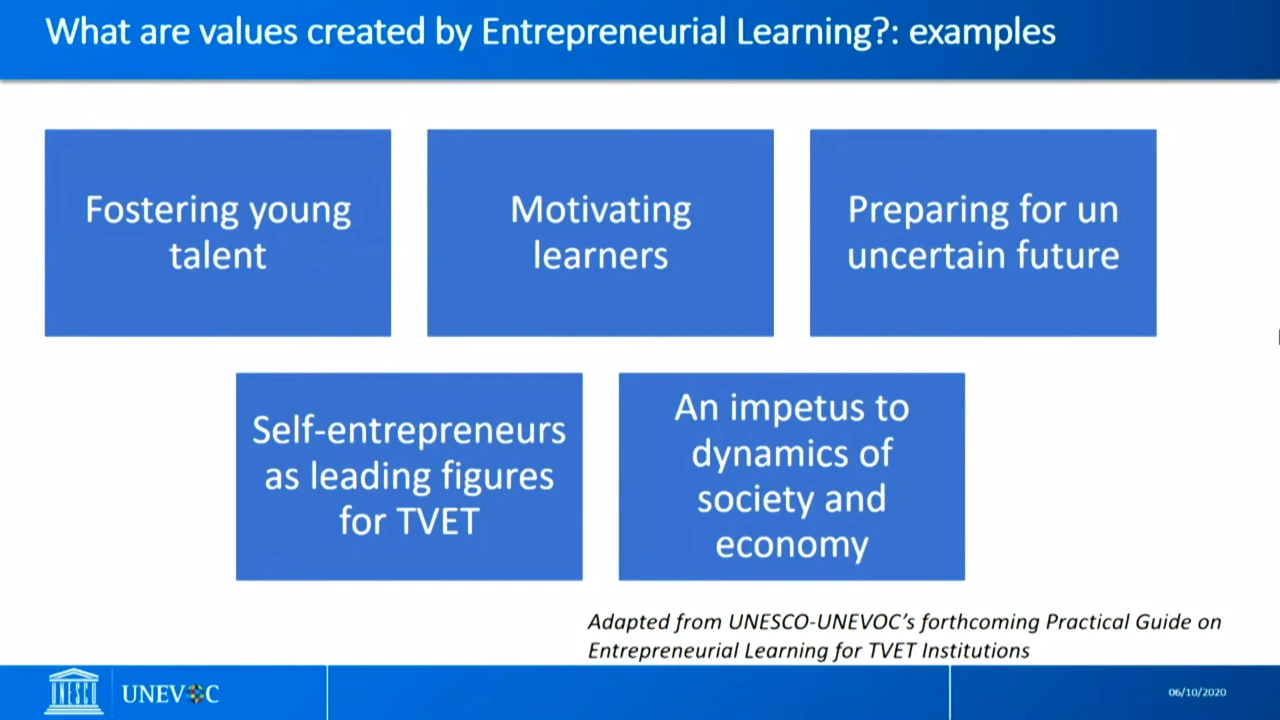 What are values created by Entrepreneurial Learning?: examples
Fostering young
talent
Motivating
learners
Preparing for un
uncertain future
Self-entrepreneurs
as leading figures
for TVET
An impetus to
dynamics of
society and
economy
Adapted from UNESCO-UNEVOC’s forthcoming Practical Guide on
Entrepreneurial Learning for TVET Institutions
UNESCO
UNEVOC
06/10/2020